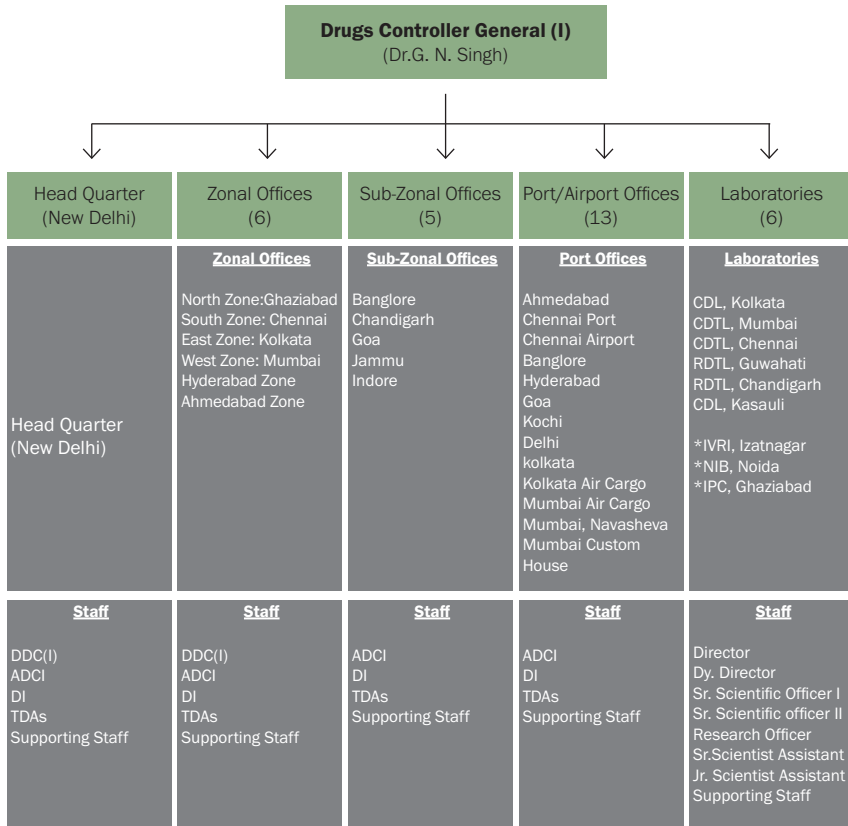 Drugs Controller General (I)
(Dr.G. N. Singh)
Head Quarter
(New Delhi)
Zonal Offices
(6)
Sub-Zonal Offices
(5)
Port/Airport Offices
(13)
Laboratories
(6)
Head Quarter
(New Delhi)
Zonal Offices
North Zone:Ghaziabad
South Zone: Chennai
East Zone: Kolkata
West Zone: Mumbai
Hyderabad Zone
Ahmedabad Zone
Sub-Zonal Offices
Banglore
Chandigarh
Goa
Jammu
Indore
Port Offices
Ahmedabad
Chennai Port
Chennai Airport
Banglore
Hyderabad
Goa
Kochi
Delhi
kolkata
Kolkata Air Cargo
Mumbai Air Cargo
Mumbai, Navasheva
Mumbai Custom
House
Laboratories
CDL, Kolkata
CDTL, Mumbai
CDTL, Chennai
RDTL, Guwahati
RDTL, Chandigarh
CDL, Kasauli
*IVRI, Izatnagar
*NIB, Noida
*IPC, Ghaziabad
Staff
DDC(I)
ADCI
DI
TDAs
Supporting Staff
Staff
DDC(I)
ADCI
DI
TDAs
Supporting Staff
Staff
ADCI
DI
TDAs
Supporting Staff
Staff
ADCI
DI
TDAs
Supporting Staff
Staff
Director
Dy. Director
Sr. Scientific Officer I
Sr. Scientific officer II
Research Officer
Sr.Scientist Assistant
Jr. Scientist Assistant
Supporting Staff